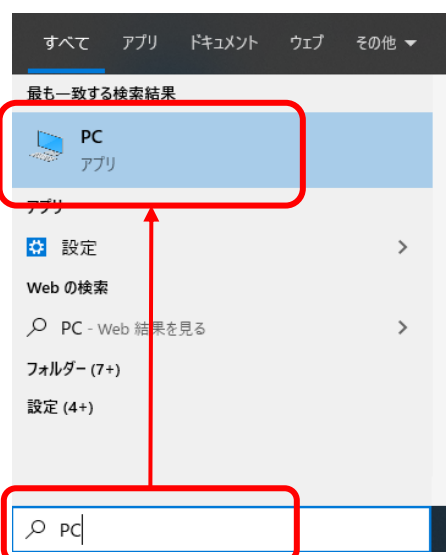 すべて アプリ ドキュメント ウェブ その他
最も一致する検索結果
PC
アプリ
アプリ
設定
Web の検索
PC - Web 結果を見る
フォルダー (7+)
設定 (4+)
PC